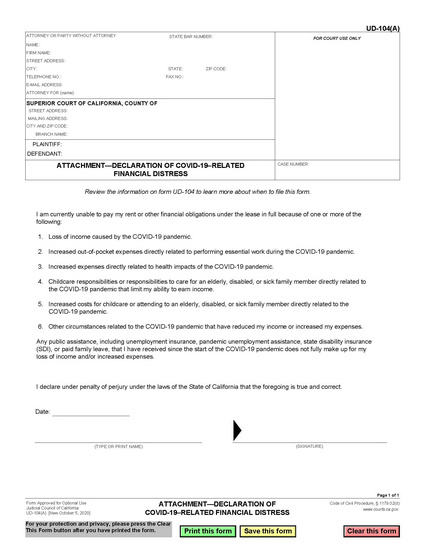 UD-104(A)
ATTORNEY OR PARTY WITHOUT ATTORNEY STATE BAR NUMBER:
FOR COURT USE ONLY
NAME:
FIRM NAME:
STREET ADDRESS:
CITY: STATE: ZIP CODE:
TELEPHONE NO.: FAX NO.:
E-MAIL ADDRESS:
ATTORNEY FOR (name):
SUPERIOR COURT OF CALIFORNIA, COUNTY OF
STREET ADDRESS:
MAILING ADDRESS:
CITY AND ZIP CODE:
BRANCH NAME:
PLAINTIFF:
DEFENDANT:
ATTACHMENT—DECLARATION OF COVID-19–RELATED
FINANCIAL DISTRESS
CASE NUMBER:
Review the information on form UD-104 to learn more about when to file this form.
I am currently unable to pay my rent or other financial obligations under the lease in full because of one or more of the
following:
1. Loss of income caused by the COVID-19 pandemic.
2. Increased out-of-pocket expenses directly related to performing essential work during the COVID-19 pandemic.
3. Increased expenses directly related to health impacts of the COVID-19 pandemic.
4. Childcare responsibilities or responsibilities to care for an elderly, disabled, or sick family member directly related to
the COVID-19 pandemic that limit my ability to earn income.
5. Increased costs for childcare or attending to an elderly, disabled, or sick family member directly related to the
COVID-19 pandemic.
6. Other circumstances related to the COVID-19 pandemic that have reduced my income or increased my expenses.
Any public assistance, including unemployment insurance, pandemic unemployment assistance, state disability insurance
(SDI), or paid family leave, that I have received since the start of the COVID-19 pandemic does not fully make up for my
loss of income and/or increased expenses.
I declare under penalty of perjury under the laws of the State of California that the foregoing is true and correct.
Date:
(TYPE OR PRINT NAME) (SIGNATURE)
Page 1 of 1
Form Approved for Optional Use
Judicial Council of California
UD-104(A) [New October 5, 2020]
ATTACHMENT—DECLARATION OF
COVID-19–RELATED FINANCIAL DISTRESS
Code of Civil Procedure, § 1179.02(d)
www.courts.ca.gov
For your protection and privacy, please press the Clear
This Form button after you have printed the form.
Print this form Save this form Clear this form